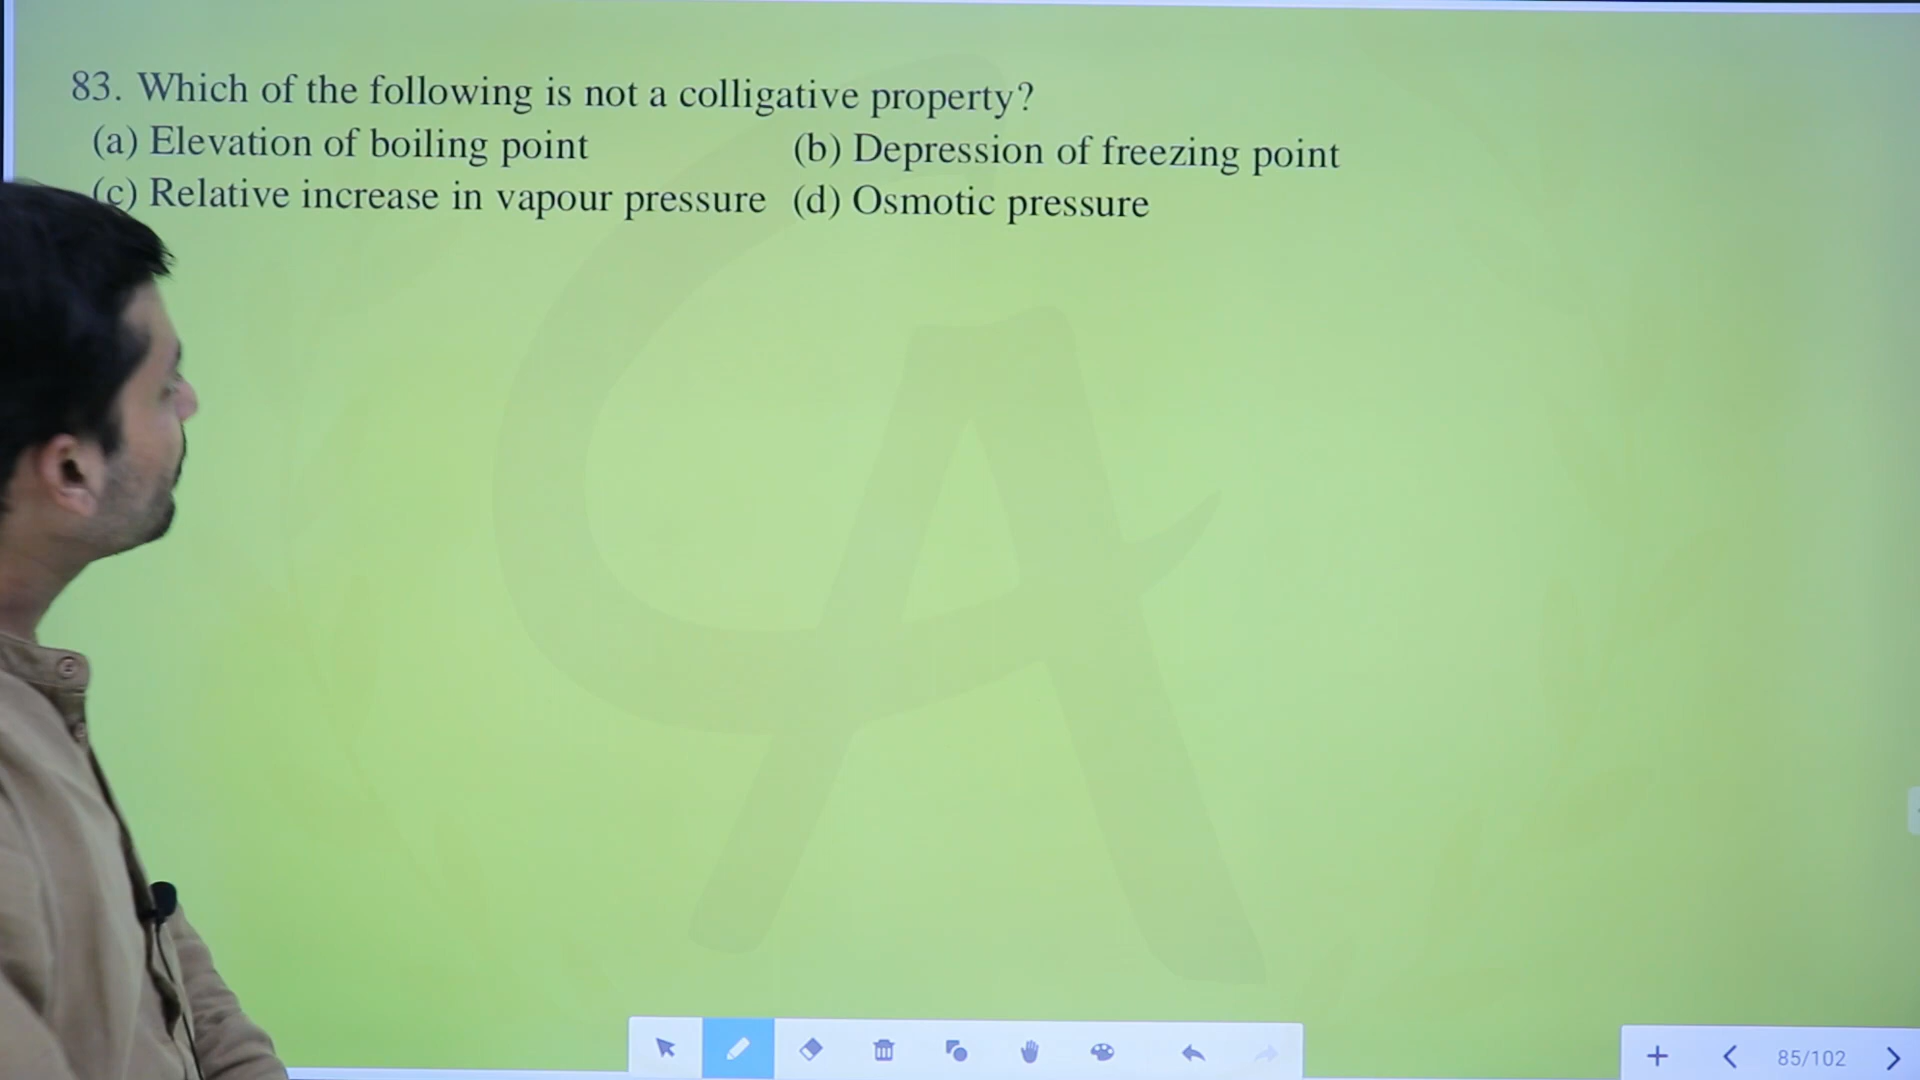 83. Which of the following is not a colligative property?
(a) Elevation of boiling point (b) Depression of freezing point
(c) Relative increase in vapour pressure (d) Osmotic pressure
85/102